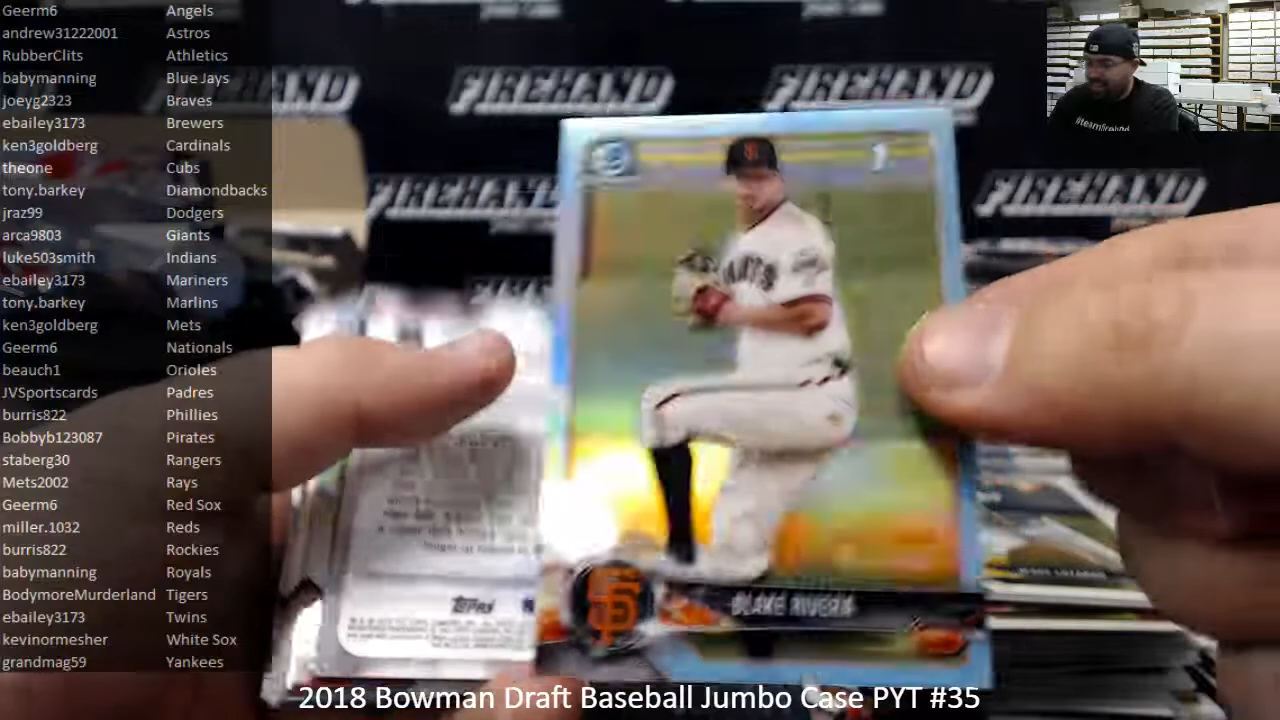 Geerm6 Angels
andrew31222001 Astros
RubberClits Athletics
babymanning Blue Jays
joeyg2323 Braves
ebailey3173 Brewers
ken3goldberg Cardinals
theone Cubs
tony.barkey Diamondbacks
jraz99 Dodgers
arca9803 Giants
luke503smith Indians
ebailey3173 Mariners
tony.barkey Marlins
ken3goldberg Mets
Geerm6 Nationals
beauch1 Orioles
JVSportscards Padres
burris822 Phillies
Bobbyb123087 Pirates
staberg30 Rangers
Mets2002 Rays
Geerm6 Red Sox
miller.1032 Reds
burris822 Rockies
babymanning Royals
BodymoreMurderland Tigers
ebailey3173 Twins
kevinormesher White Sox
grandmag59 Yankees
FIREHAND FIREHAND FIREHAND
FIREHAND FIREHAND
#teamfirehand
1
GIANTS
SF
BLAKE RIVERA
Topps
2018 Bowman Draft Baseball Jumbo Case PYT #35